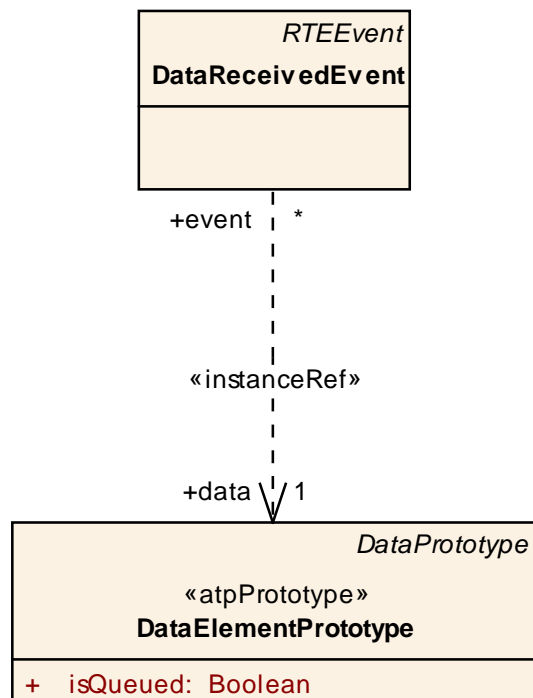 RTEEvent
DataReceivedEvent
+event *
«instanceRef»
+data 1
DataPrototype
«atpPrototype»
DataElementPrototype
+ isQueued: Boolean